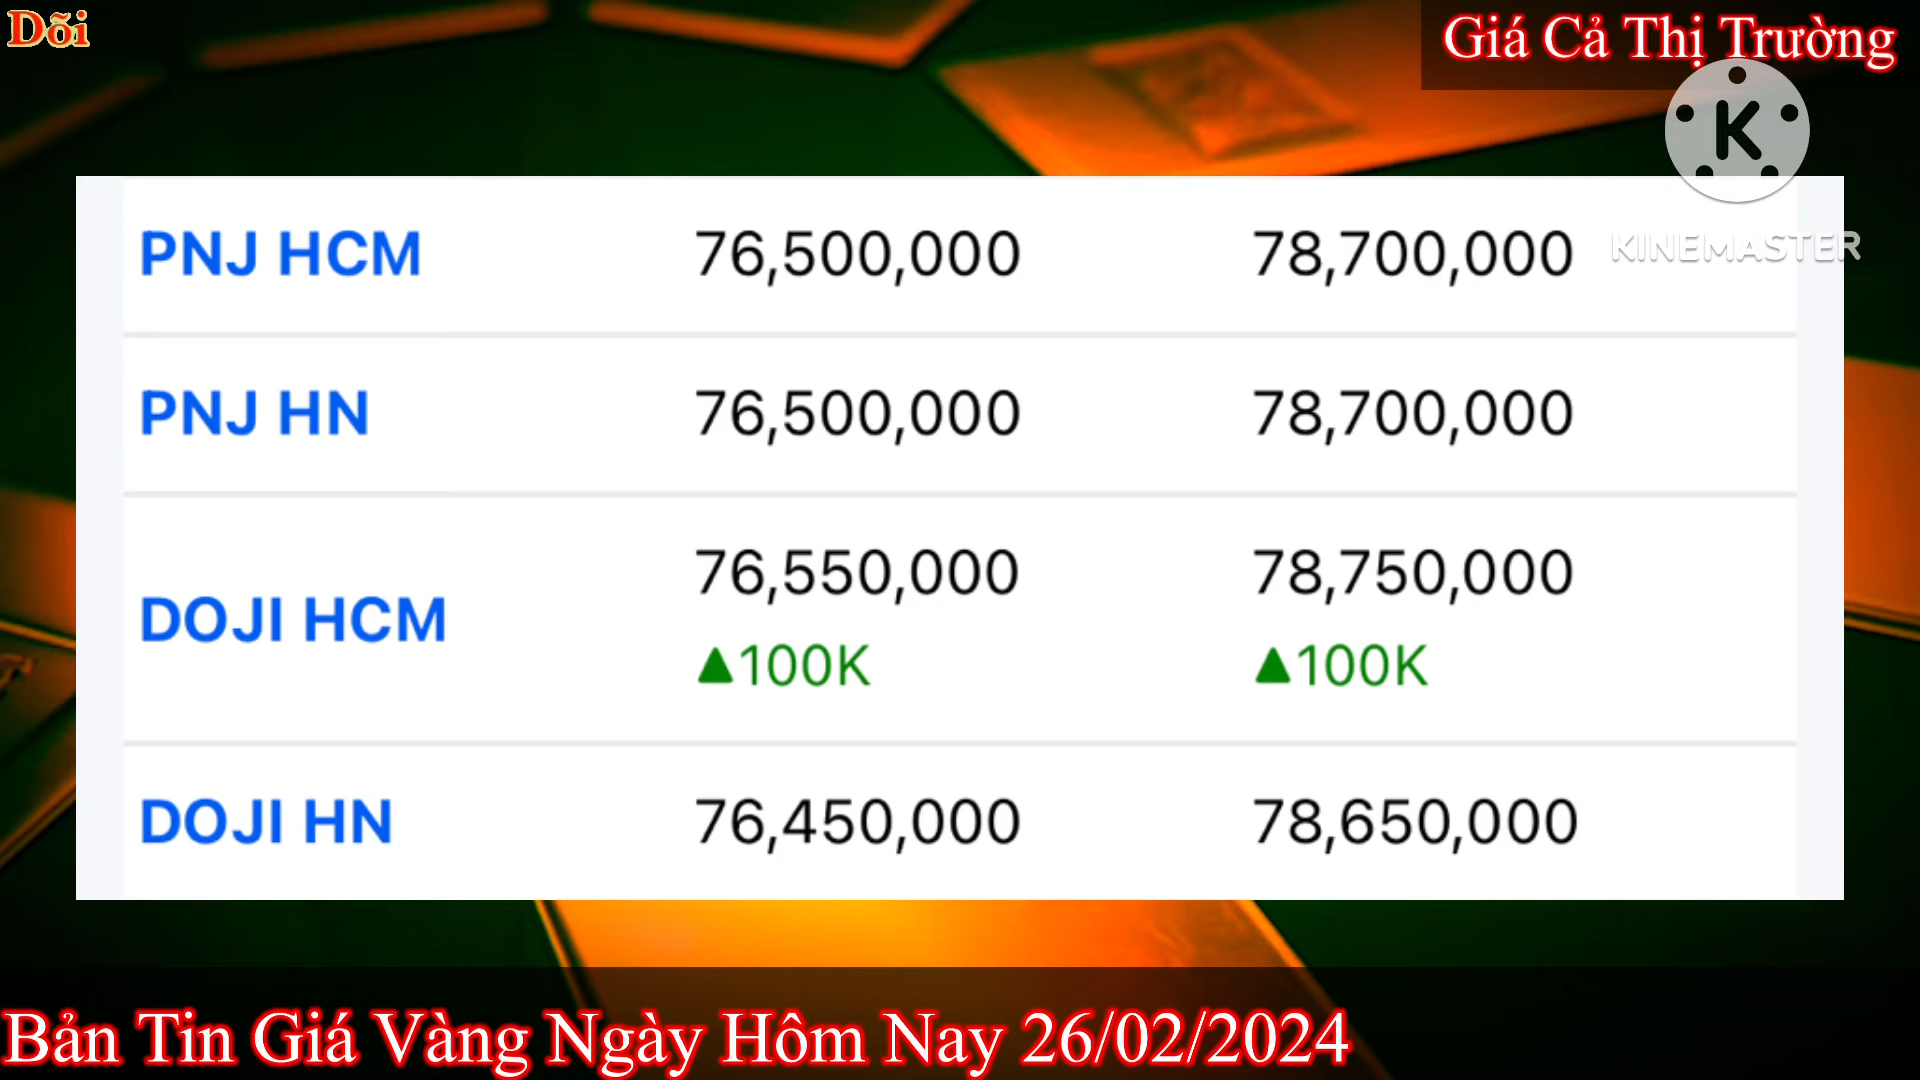 Dõi
Giá Cả Thị Trường
K
KINEMASTER
PNJ HCM 76,500,000 78,700,000
PNJ HN 76,500,000 78,700,000
DOJI HCM 76,550,000 78,750,000
▲100K ▲100K
DOJI HN 76,450,000 78,650,000
Bản Tin Giá Vàng Ngày Hôm Nay 26/02/2024